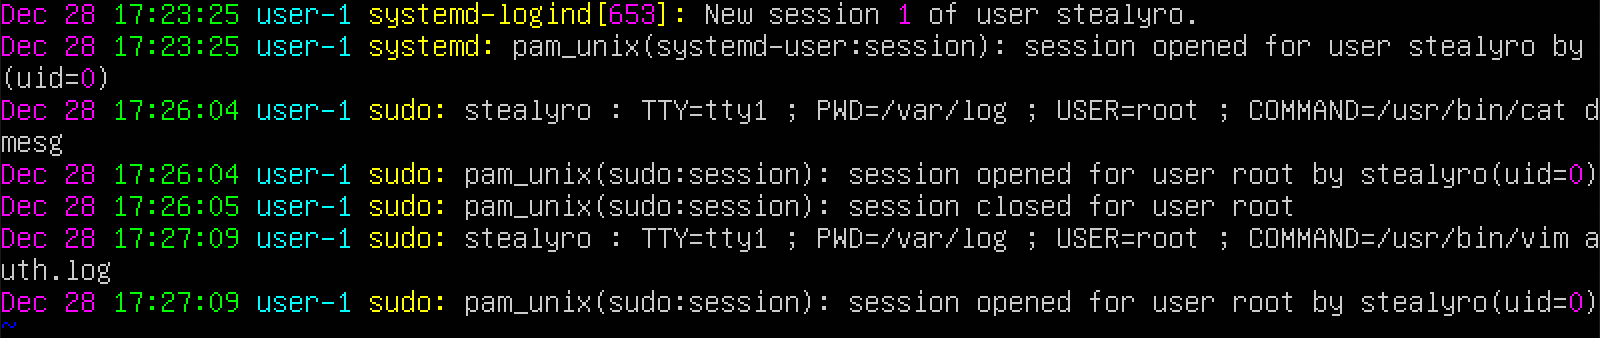 Dec 28 17:23:25 user-1 systemd-logind[653]: New session 1 of user stealyro.
Dec 28 17:23:25 user-1 systemd: pam_unix(systemd-user:session): session opened for user stealyro by
(uid=0)
Dec 28 17:26:04 user-1 sudo: stealyro : TTY=tty1 ; PWD=/var/log ; USER=root ; COMMAND=/usr/bin/cat d
mesg
Dec 28 17:26:04 user-1 sudo: pam_unix(sudo:session): session opened for user root by stealyro(uid=0)
Dec 28 17:26:05 user-1 sudo: pam_unix(sudo:session): session closed for user root
Dec 28 17:27:09 user-1 sudo: stealyro : TTY=tty1 ; PWD=/var/log ; USER=root ; COMMAND=/usr/bin/vim a
uth.log
Dec 28 17:27:09 user-1 sudo: pam_unix(sudo:session): session opened for user root by stealyro(uid=0)
~